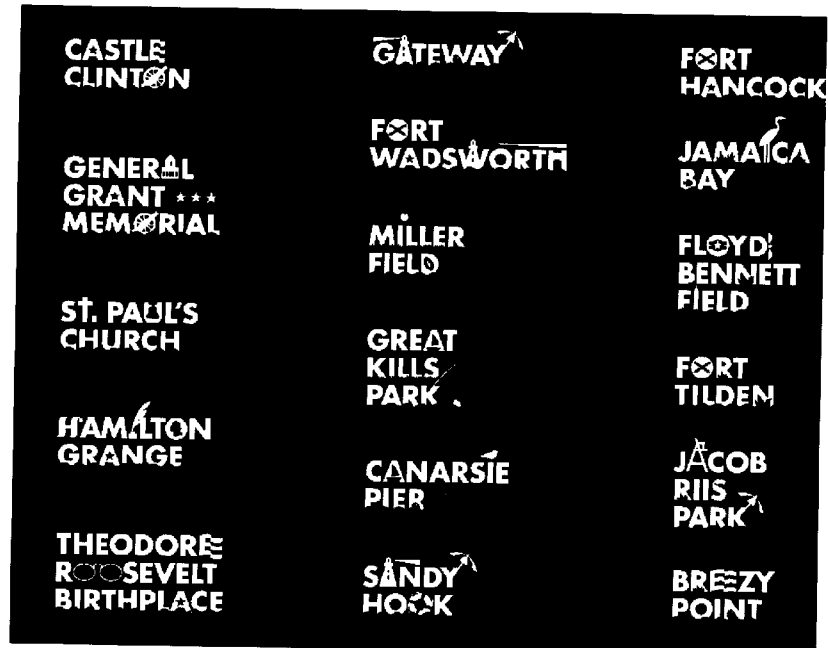 CASTLE
CLINTON
GENERAL
GRANT
MEMORIAL
ST. PAUL'S
CHURCH
HAMILTON
GRANGE
THEODORE
ROOSEVELT
BIRTHPLACE
GATEWAY
FORT
WADSWORTH
MILLER
FIELD
GREAT
KILLS
PARK
CANARSIE
PIER
SANDY
HOOK
FORT
HANCOCK
JAMAICA
BAY
FLOYD
BENNETT
FIELD
FORT
TILDEN
JACOB
RIIS
PARK
BREEZY
POINT